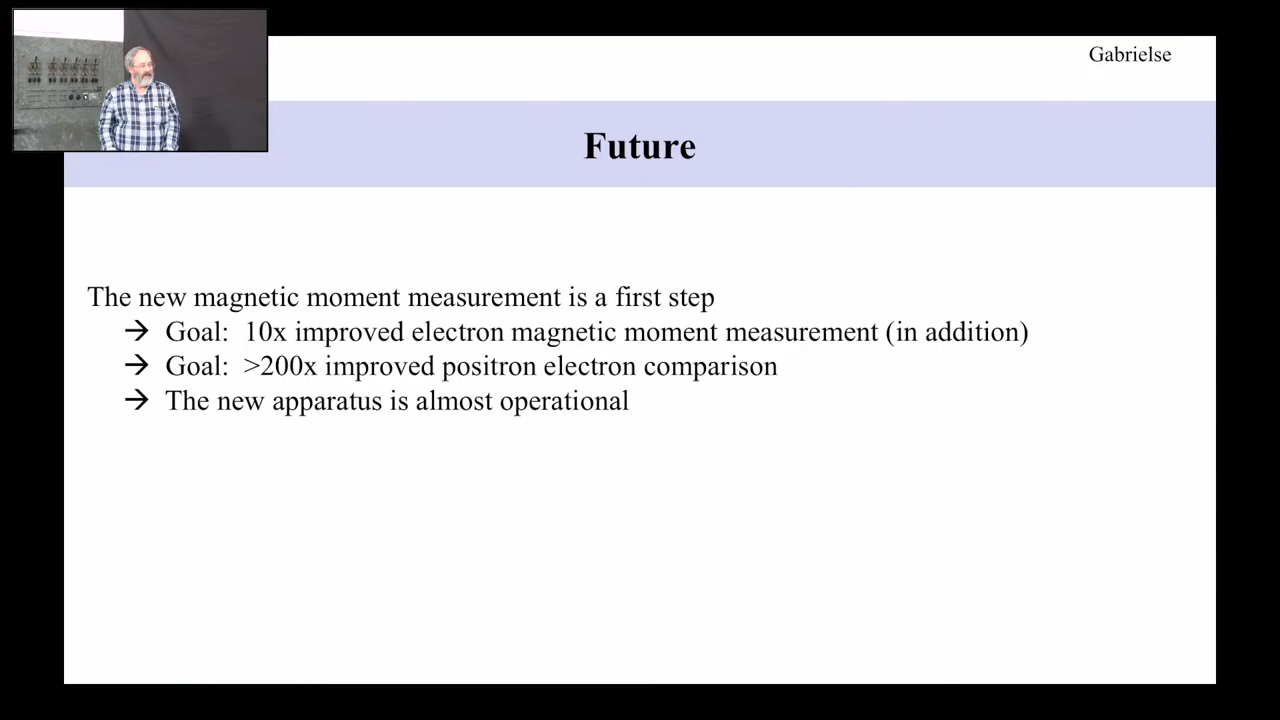 Gabrielse
Future
The new magnetic moment measurement is a first step
→ Goal: 10x improved electron magnetic moment measurement (in addition)
→ Goal: >200x improved positron electron comparison
→ The new apparatus is almost operational